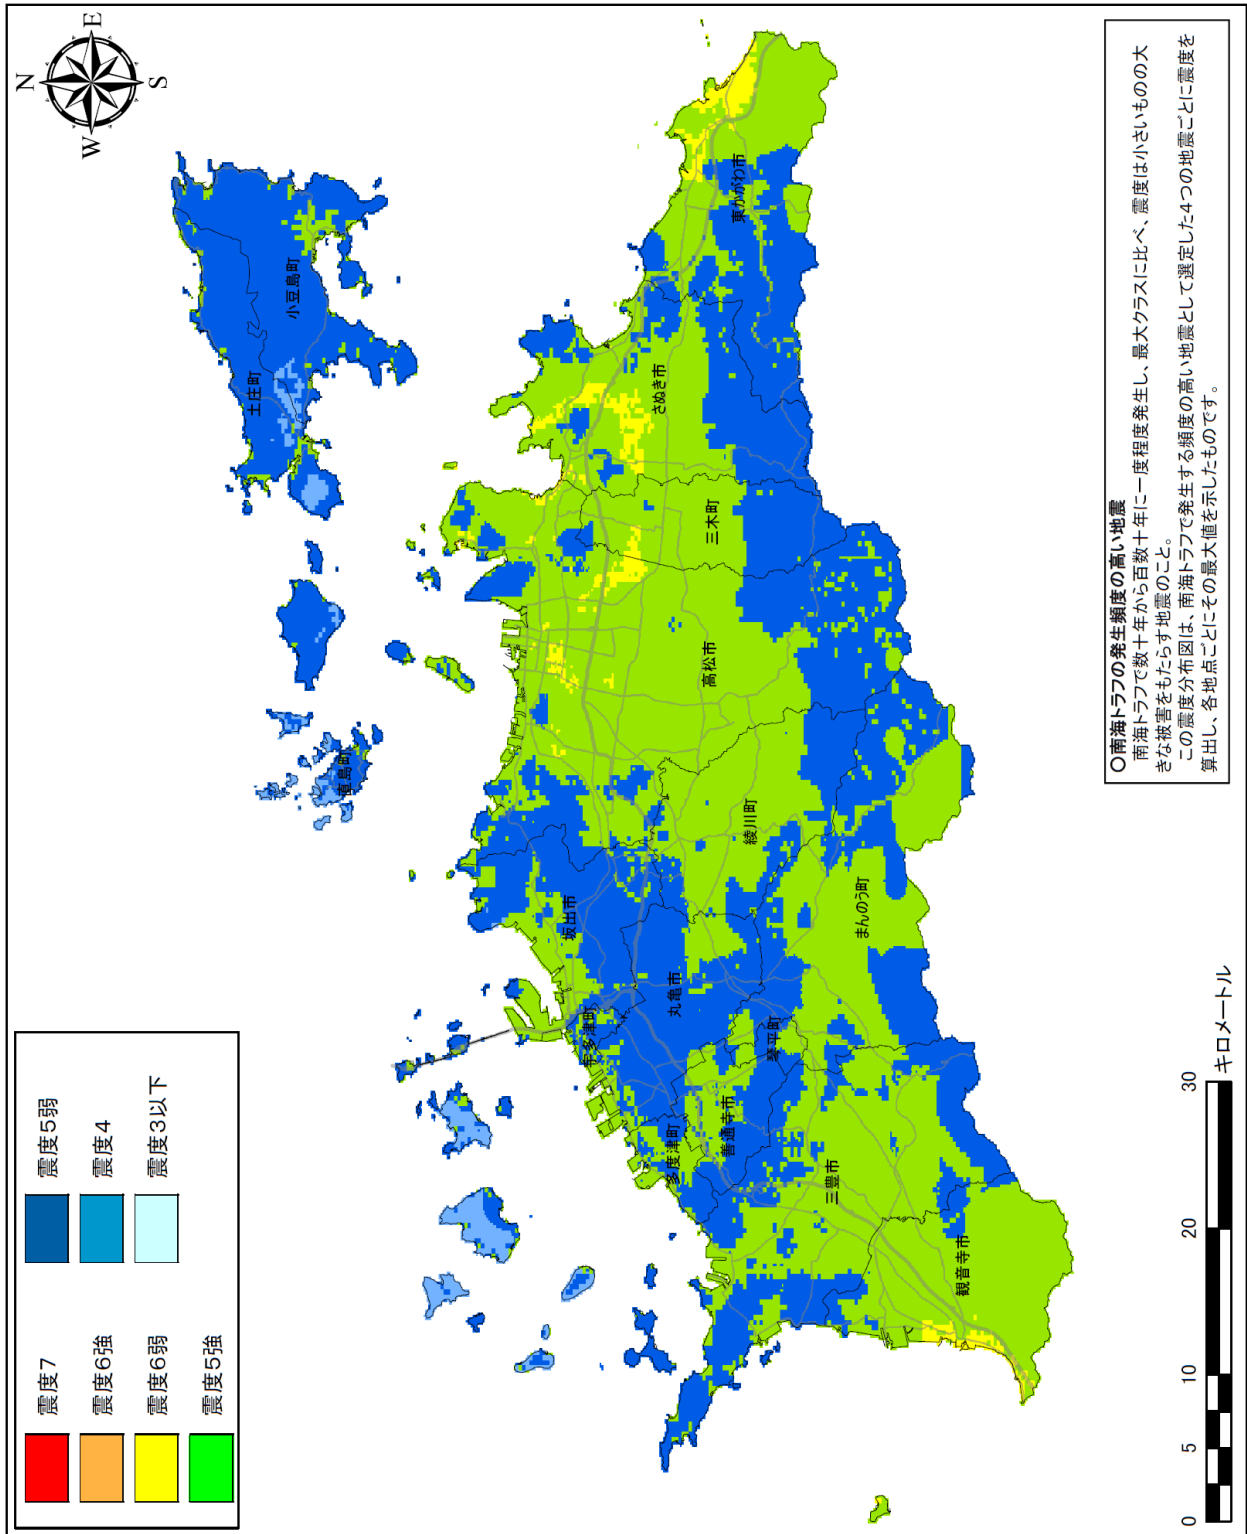 N
E
S
W
震度7
震度6強
震度6弱
震度5強
震度5弱
震度4
震度3以下
土庄町
小豆島町
直島町
東かがわ市
さぬき市
三木町
高松市
綾川町
坂出市
宇多津町
丸亀市
まんのう町
琴平町
善通寺市
多度津町
三豊市
観音寺市
0 5 10 20 30
キロメートル
〇南海トラフの発生頻度の高い地震
南海トラフで数十年から百数十年に一度程度発生し、最大クラスに比べ、震度は小さいものの大
きな被害をもたらす地震のこと。
この震度分布図は、南海トラフで発生する頻度の高い地震として選定した4つの地震ごとに震度を
算出し、各地点ごとにその最大値を示したものです。